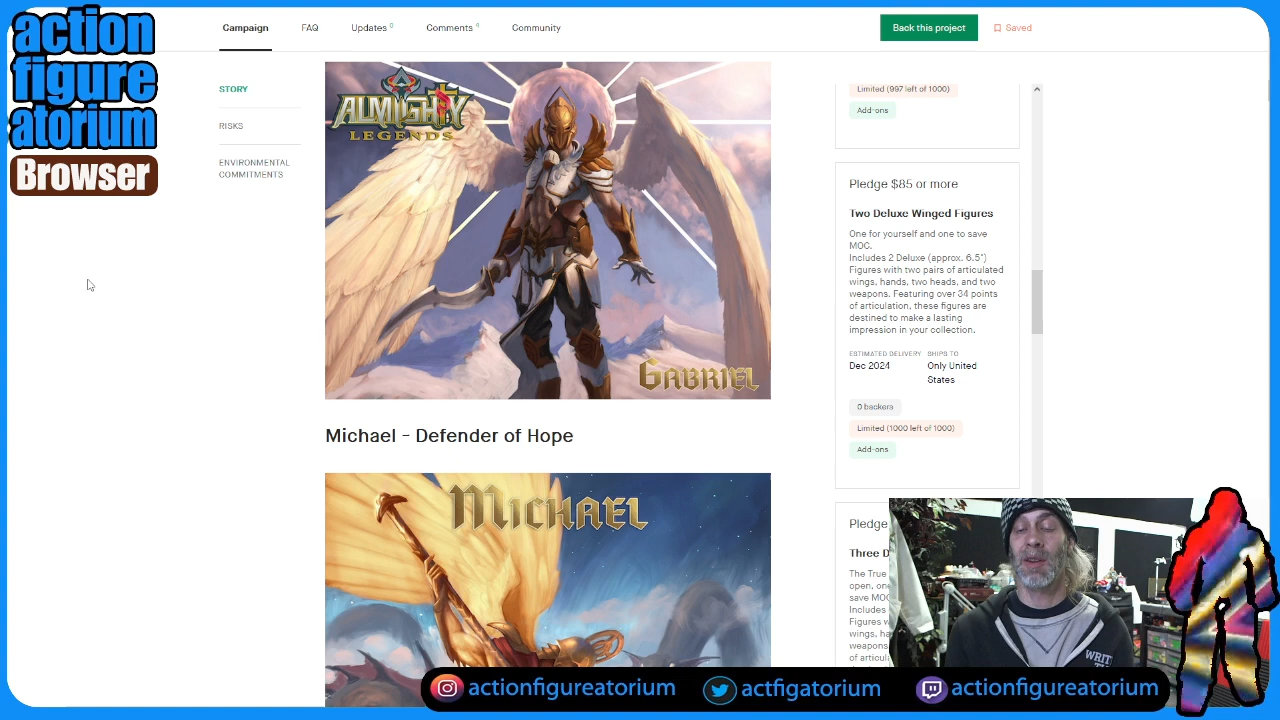 action
figure
atorium
Browser
Campaign
FAQ
Updates 0
Comments 4
Community
Back this project
Saved
STORY
RISKS
ENVIRONMENTAL
COMMITMENTS
ALMIGHTY
LEGENDS
GABRIEL
Michael - Defender of Hope
MICHAEL
Limited (997 left of 1000)
Add-ons
Pledge $85 or more
Two Deluxe Winged Figures
One for yourself and one to save
MOC.
Includes 2 Deluxe (approx. 6.5")
Figures with two pairs of articulated
wings, hands, two heads, and two
weapons. Featuring over 34 points
of articulation, these figures are
destined to make a lasting
impression in your collection.
ESTIMATED DELIVERY
Dec 2024
SHIPS TO
Only United
States
0 backers
Limited (1000 left of 1000)
Add-ons
Pledge
Three D
The True
open, one
save MOC
Includes
Figures w
wings, ha
weapons
of articula
WRIT
actionfigureatorium
actfigatorium
actionfigureatorium